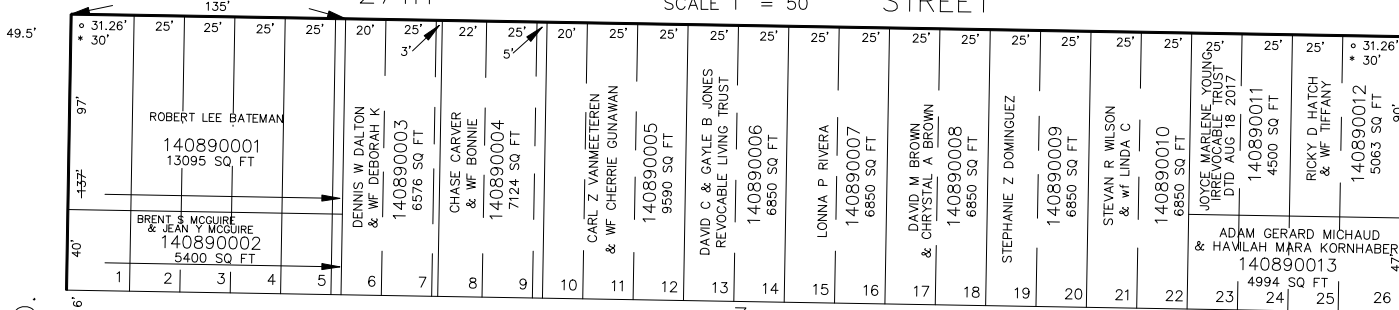 135'
SCALE 1" = 50'
STREET
49.5'
° 31.26' 25' 25' 25' 25' 20' 25' 22' 25' 20' 25' 25' 25' 25' 25' 25' 25' 25' 25' 25' 25' 25' 25' 25' 25' ° 31.26'
* 30'
* 30'
3'
5'
97'
137'
40'
6'
ROBERT LEE BATEMAN
140890001
13095 SQ FT
BRENT S MCGUIRE
& JEAN Y MCGUIRE
140890002
5400 SQ FT
DENNIS W DALTON
& WF DEBORAH K
140890003
6576 SQ FT
CHASE CARVER
& WF BONNIE
140890004
7124 SQ FT
CARL Z VANMEETEREN
& WF CHERRIE GUNAWAN
140890005
9590 SQ FT
DAVID C & GAYLE B JONES
REVOCABLE LIVING TRUST
140890006
6850 SQ FT
LONNA P RIVERA
140890007
6850 SQ FT
DAVID M BROWN
& CHRYSTAL A BROWN
140890008
6850 SQ FT
STEPHANIE Z DOMINGUEZ
140890009
6850 SQ FT
STEVAN R WILSON
& wf LINDA C
140890010
6850 SQ FT
JOYCE MARLENE YOUNG
IRREVOCABLE TRUST
DTD AUG 18 2017
140890011
4500 SQ FT
RICKY D HATCH
& WF TIFFANY
140890012
5063 SQ FT
90'
ADAM GERARD MICHAUD
& HAVILAH MARA KORNHABER
140890013
4994 SQ FT
47'
1 2 3 4 5 6 7 8 9 10 11 12 13 14 15 16 17 18 19 20 21 22 23 24 25 26